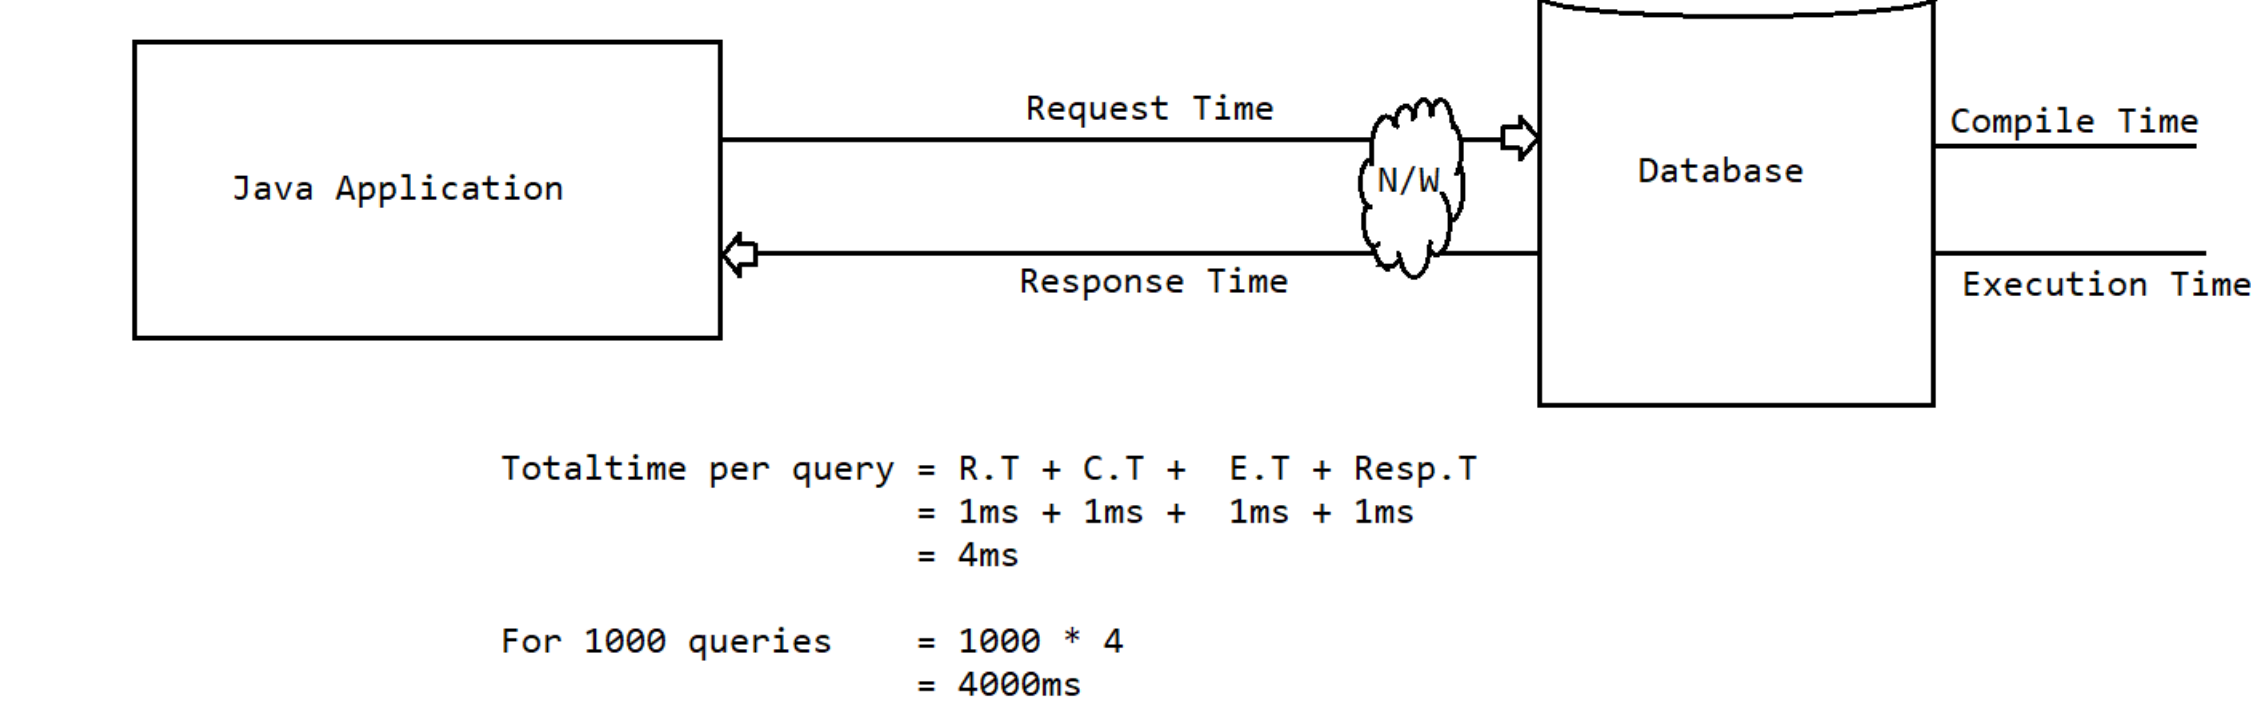 Request Time
Compile Time
Java Application
N/W
Database
Response Time
Execution Time
Totaltime per query = R.T + C.T +  E.T + Resp.T
= 1ms + 1ms +  1ms + 1ms
= 4ms
For 1000 queries    = 1000 * 4
= 4000ms